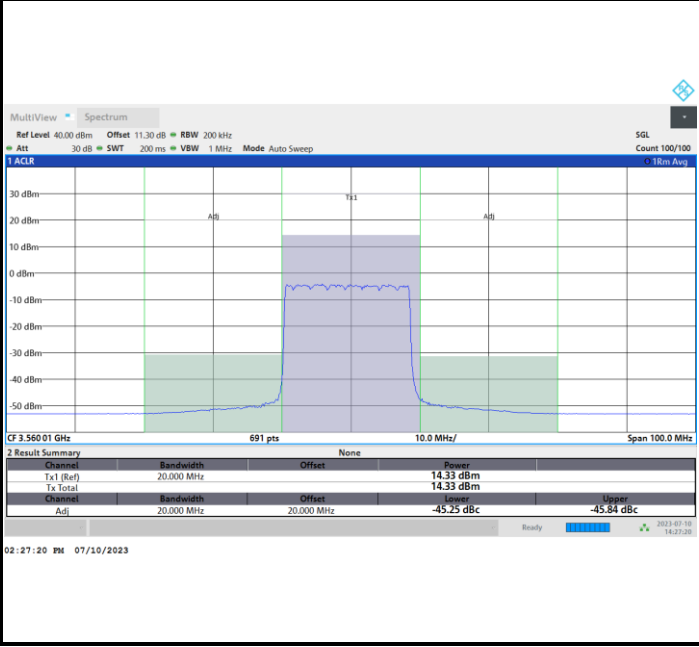 MultiView Spectrum
Ref Level 40.00 dBm Offset 11.30 dB RBW 200 kHz SGL
Att 30 dB SWT 200 ms VBW 1 MHz Mode Auto Sweep Count 100/100
1 ACLR 1Rm Avg
Tx1
30 dBm
Adj Adj
20 dBm
10 dBm
0 dBm
-10 dBm
-20 dBm
-30 dBm
-40 dBm
-50 dBm
CF 3.56001 GHz 691 pts 10.0 MHz/ Span 100.0 MHz
2 Result Summary None
Channel Bandwidth Offset Power
Tx1 (Ref) 20.000 MHz 14.33 dBm
Tx Total 14.33 dBm
Channel Bandwidth Offset Lower Upper
Adj 20.000 MHz 20.000 MHz -45.25 dBc -45.84 dBc
Ready 2023-07-10
14:27:20
02:27:20 PM 07/10/2023